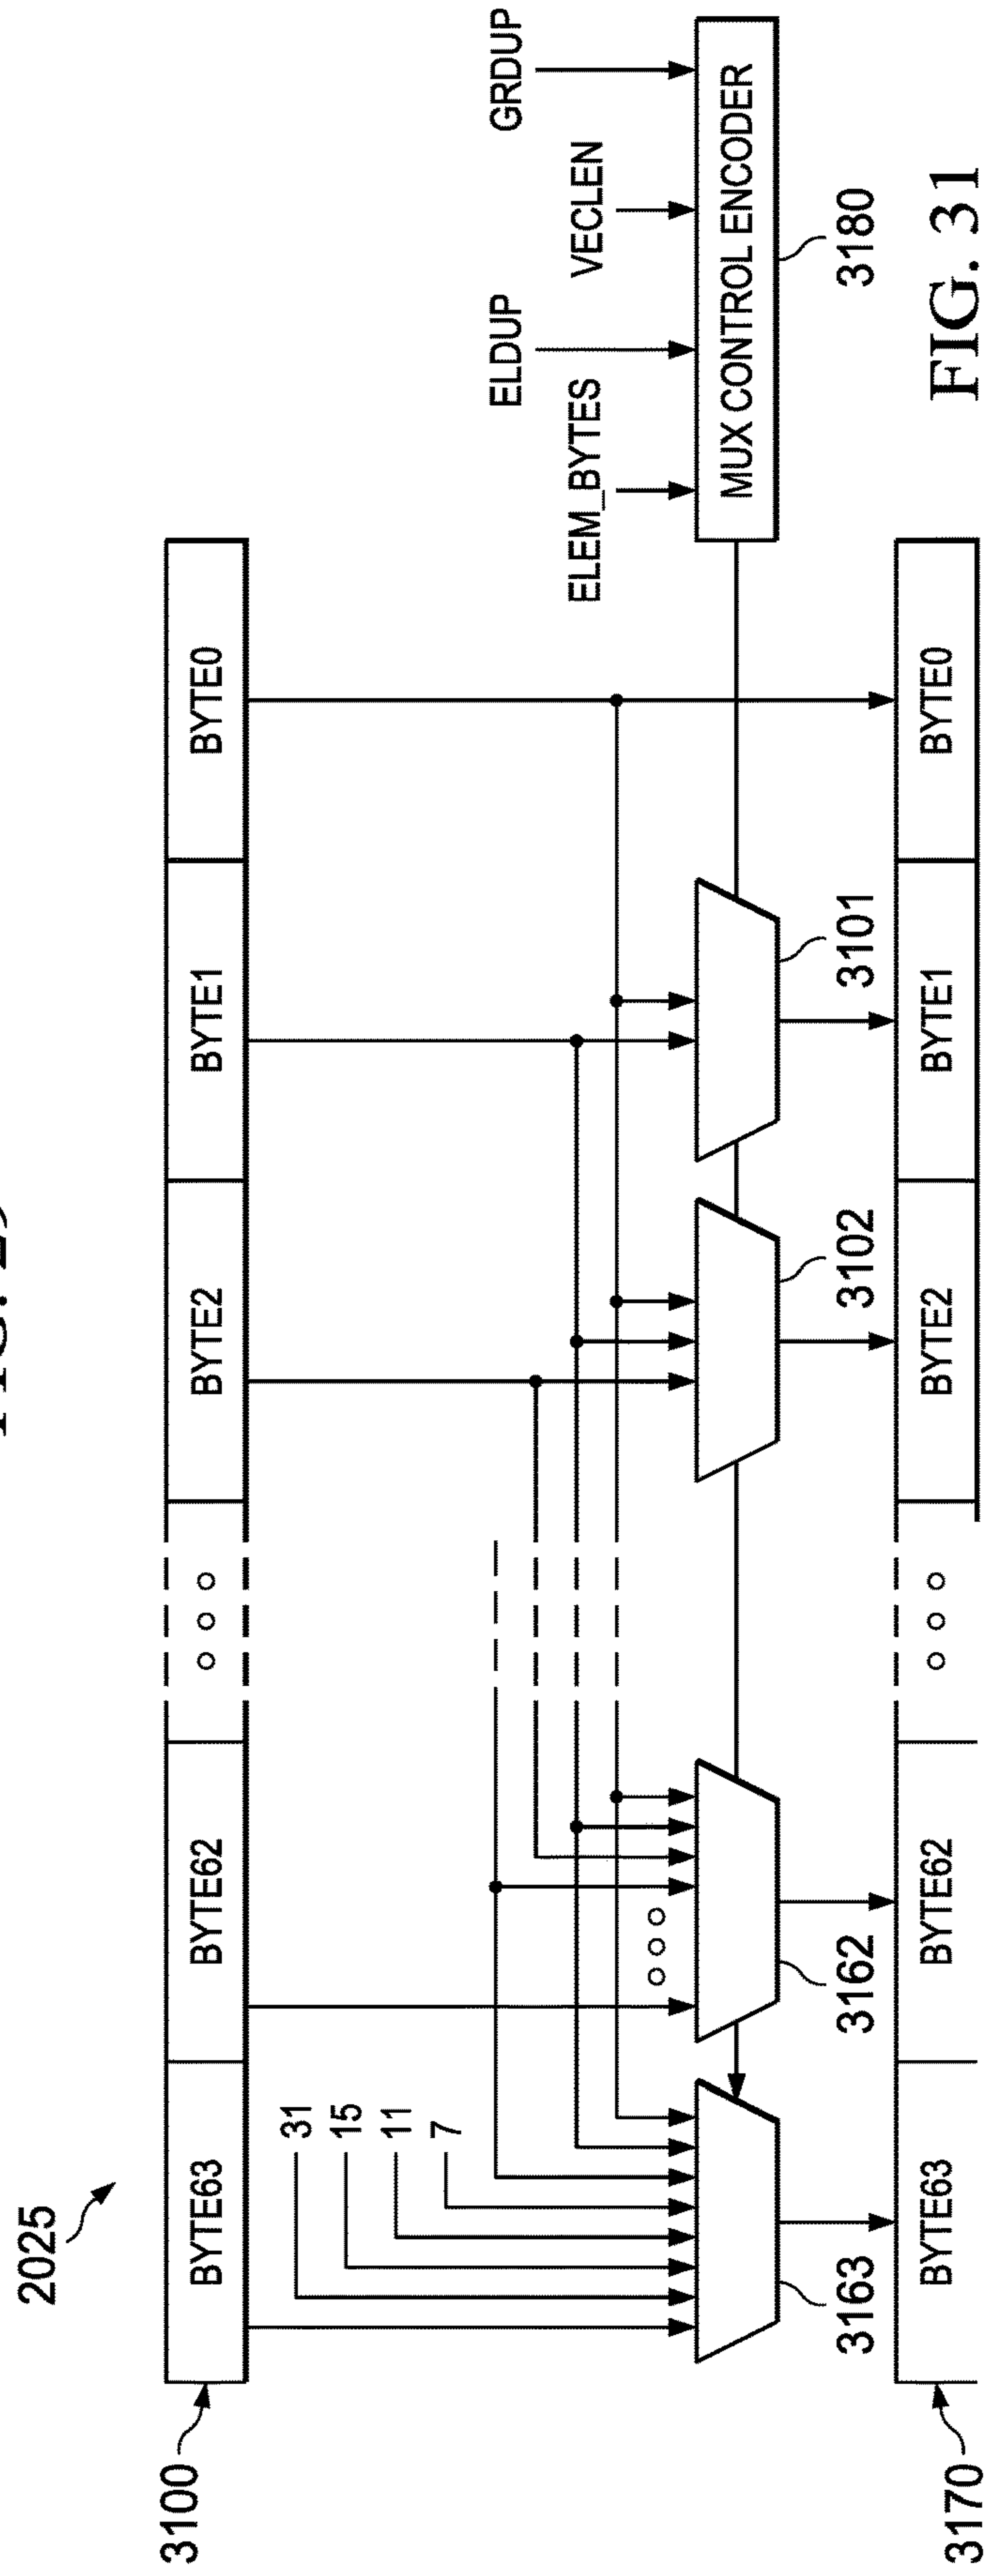 2025
3100
BYTE63
BYTE62
BYTE2
BYTE1
BYTE0
31
15
11
7
ELEM_BYTES
ELDUP
VECLEN
GRDUP
MUX CONTROL ENCODER
3180
3163
3162
3102
3101
3170
BYTE63
BYTE62
BYTE2
BYTE1
BYTE0
FIG. 31